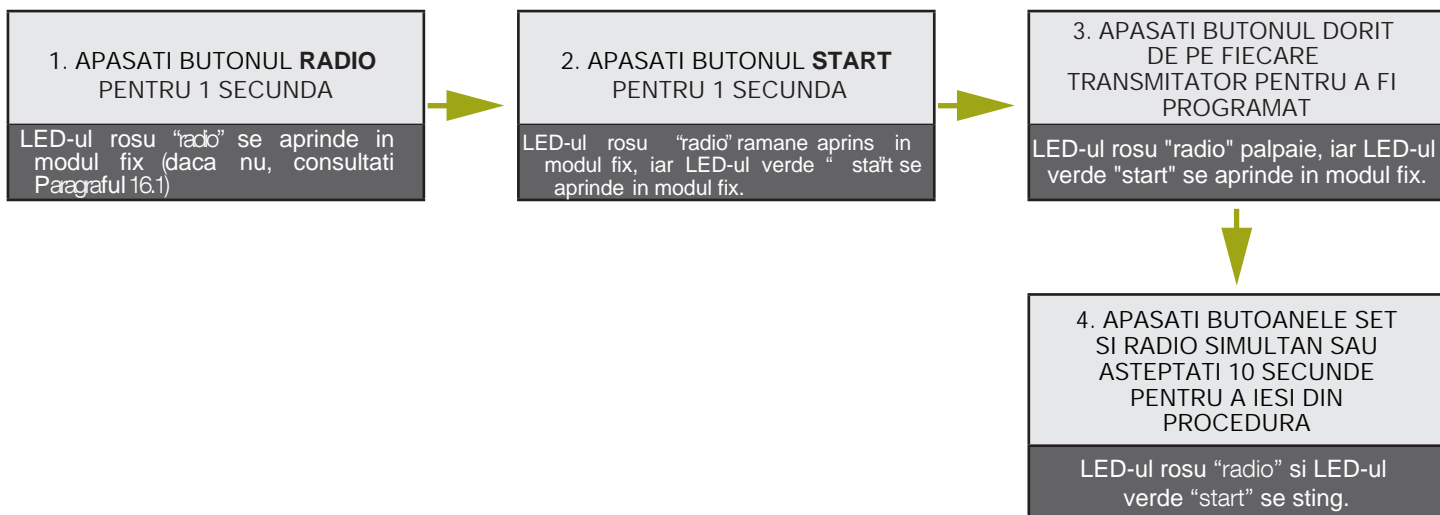 1. APASATI BUTONUL RADIO
PENTRU 1 SECUNDA
LED-ul rosu “radio” se aprinde in
modul fix (daca nu, consultati
Paragraful 16.1)
2. APASATI BUTONUL START
PENTRU 1 SECUNDA
LED-ul rosu “radio” ramane aprins in
modul fix, iar LED-ul verde “ start” se
aprinde in modul fix.
3. APASATI BUTONUL DORIT
DE PE FIECARE
TRANSMITATOR PENTRU A FI
PROGRAMAT
LED-ul rosu "radio" palpaie, iar LED-ul
verde "start" se aprinde in modul fix.
4. APASATI BUTOANELE SET
SI RADIO SIMULTAN SAU
ASTEPTATI 10 SECUNDE
PENTRU A IESI DIN
PROCEDURA
LED-ul rosu “radio” si LED-ul
verde “start” se sting.